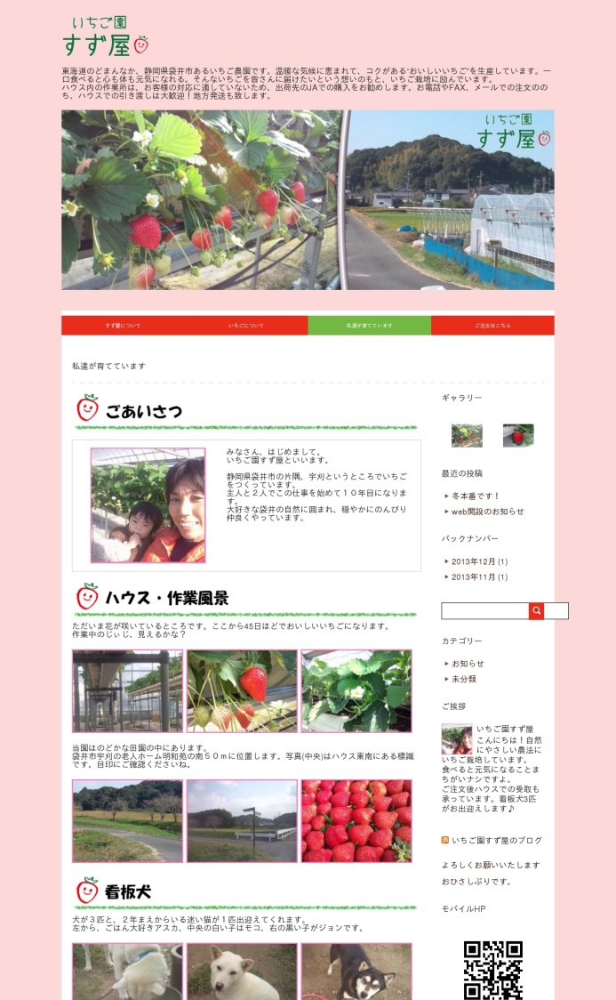 いちご園
すず屋
東海道のどまんなか、静岡県袋井市あるいちご農園です。温暖な気候に恵まれて、コクがある“おいしいいちご”を生産しています。一
口食べると心も体も元気になれる。そんないちごを皆さんに届けたいという想いのもと、いちご栽培に励んでいます。
ハウス内の作業所は、お客様の対応に適していないため、出荷先のJAでの購入をお勧めします。お電話やFAX、メールでの注文のの
ち、ハウスでの引き渡しは大歓迎！地方発送も致します。
いちご園
すず屋
すず屋について
いちごについて
私達が育てています
ご注文はこちら
私達が育てています
ごあいさつ
みなさん、はじめまして。
いちご園すず屋といいます。
静岡県袋井市の片隅、宇刈というところでいちご
をつくっています。
主人と２人でこの仕事を始めて１０年目になりま
す。
大好きな袋井の自然に囲まれ、穏やかにのんびり
仲良くやっています。
ハウス・作業風景
ただいま花が咲いているところです。ここから45日ほどでおいしいいちごになります。
作業中のじぃじ、見えるかな？
当園はのどかな田園の中にあります。
袋井市宇刈の老人ホーム明和苑の南５０ｍに位置します。写真(中央)はハウス東南にある標識
です。目印にご確認くださいね。
看板犬
犬が３匹と、２年まえからいる迷い猫が１匹出迎えてくれます。
左から、ごはん大好きアスカ、中央の白い子はモコ、右の黒い子がジョンです。
ギャラリー
最近の投稿
冬本番です！
web開設のお知らせ
バックナンバー
2013年12月 (1)
2013年11月 (1)
カテゴリー
お知らせ
未分類
ご挨拶
いちご園すず屋
こんにちは！自然
にやさしい農法に
いちご栽培しています。
食べると元気になることま
ちがいナシですよ。
ご注文後ハウスでの受取も
承っています。看板犬3匹
がお出迎えします♪
いちご園すず屋のブログ
よろしくお願いいたします
おひさしぶりです。
モバイルHP